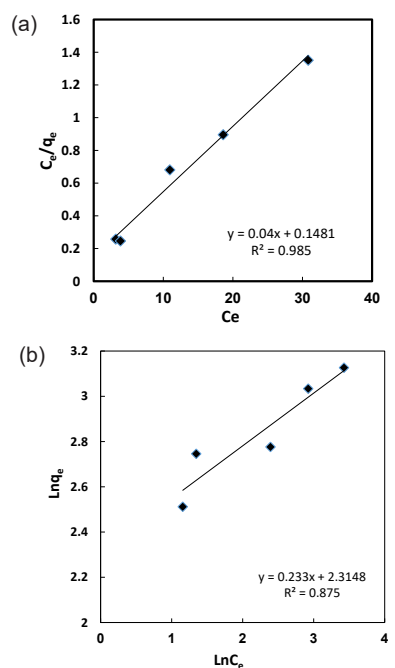 (a)
1.6
1.4
1.2
1
0.8
0.6
0.4
0.2
0
Cₑ/qₑ
y = 0.04x + 0.1481
R² = 0.985
0 10 20 30 40
Ce
(b)
3.2
3
2.8
2.6
2.4
2.2
2
Lnqₑ
y = 0.233x + 2.3148
R² = 0.875
0 1 2 3 4
LnCₑ